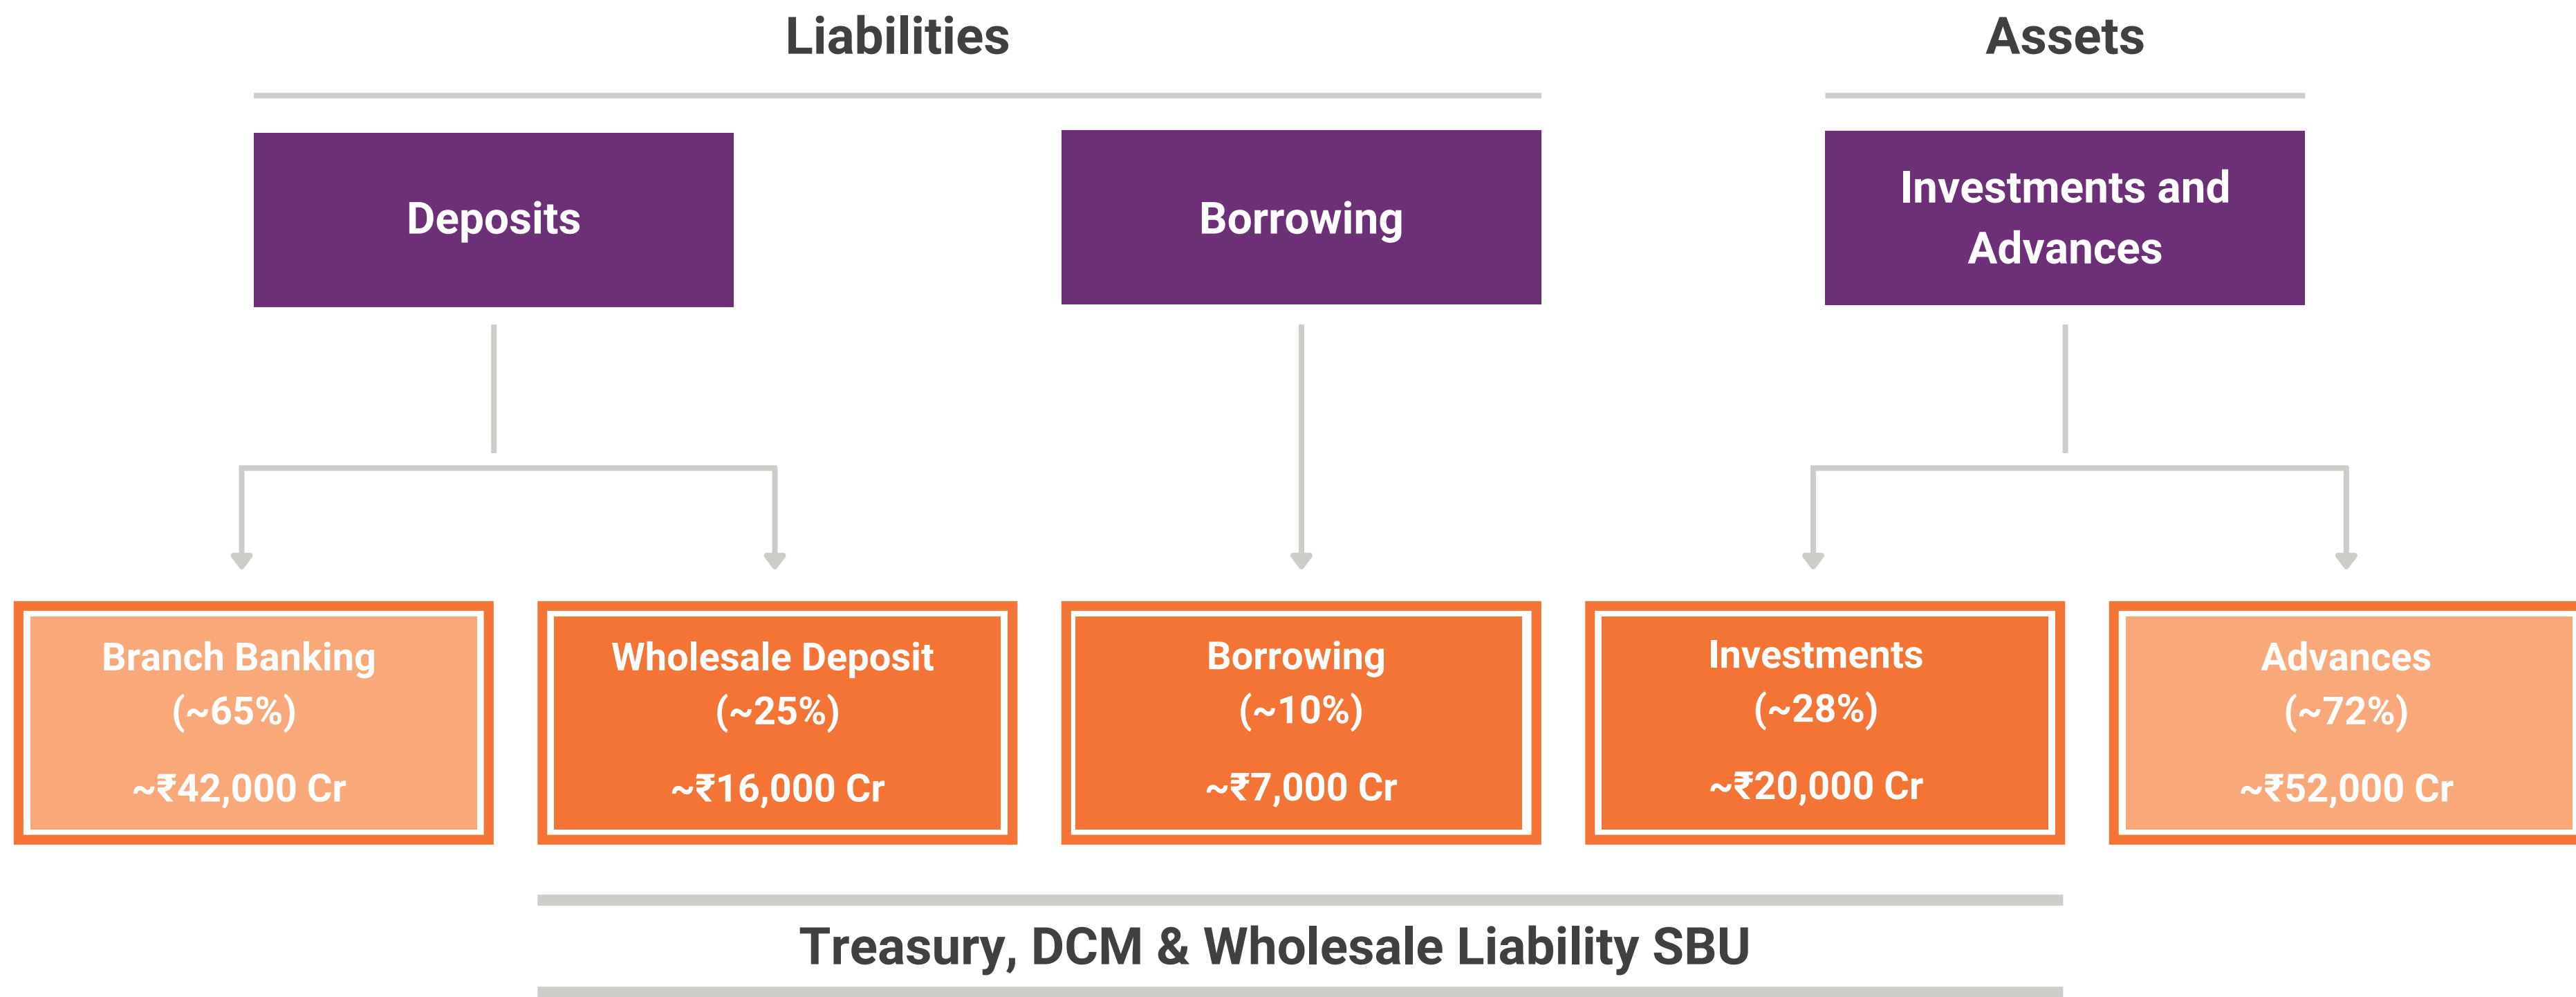 Liabilities
Assets
Deposits
Borrowing
Investments and
Advances
Branch Banking
(~65%)
~₹42,000 Cr
Wholesale Deposit
(~25%)
~₹16,000 Cr
Borrowing
(~10%)
~₹7,000 Cr
Investments
(~28%)
~₹20,000 Cr
Advances
(~72%)
~₹52,000 Cr
Treasury, DCM & Wholesale Liability SBU